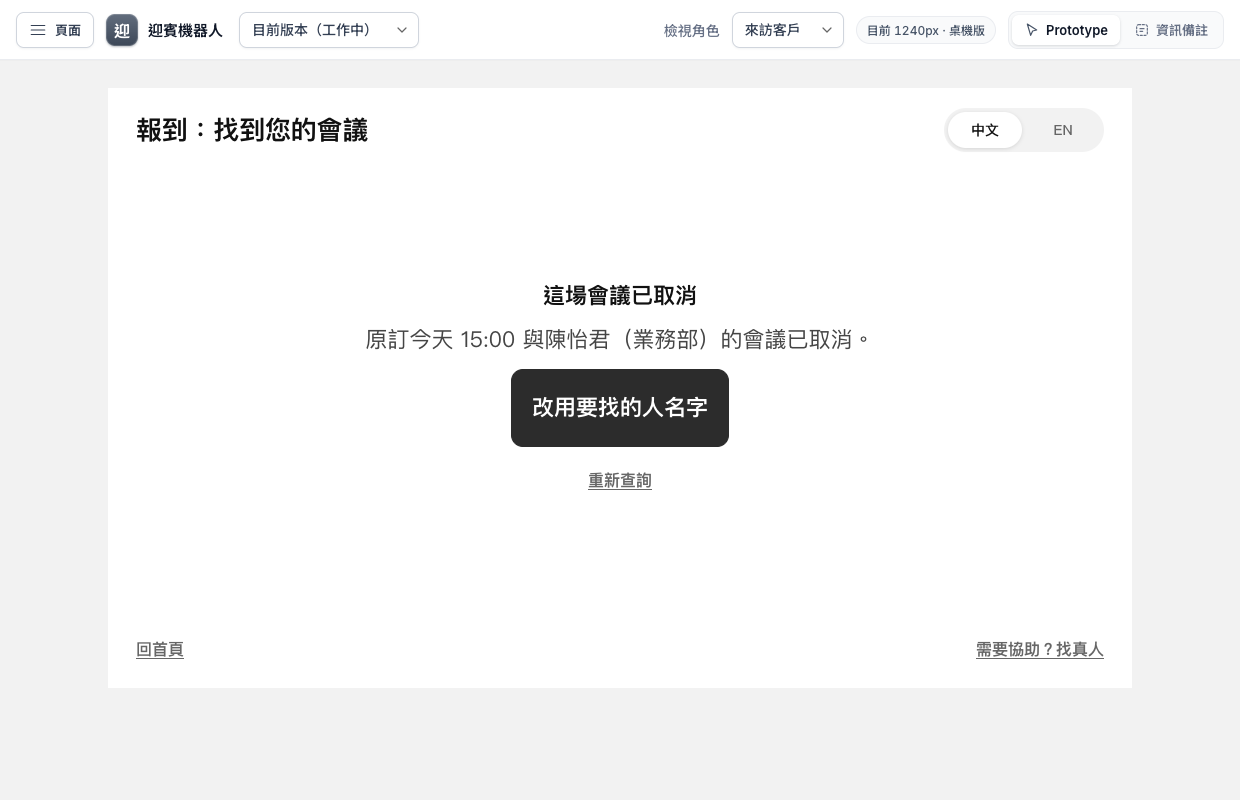 頁面
迎
迎賓機器人
目前版本（工作中）
檢視角色
來訪客戶
目前 1240px · 桌機版
Prototype
資訊備註
報到：找到您的會議
中文
EN
這場會議已取消
原訂今天 15:00 與陳怡君（業務部）的會議已取消。
改用要找的人名字
重新查詢
回首頁
需要協助？找真人